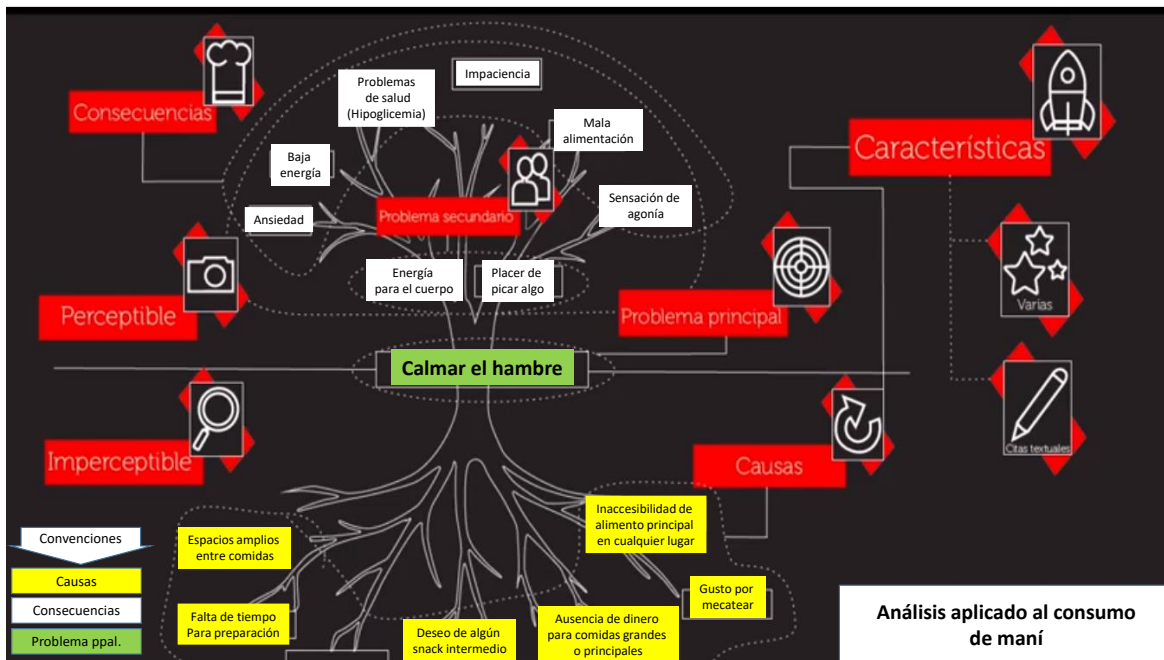 Consecuencias
Problemas
de salud
(Hipoglicemia)
Impaciencia
Mala
alimentación
Baja
energía
Ansiedad
Problema secundario
Sensación de
agonía
Características
Varias
Citas textuales
Perceptible
Energía
para el cuerpo
Placer de
picar algo
Problema principal
Calmar el hambre
Imperceptible
Causas
Inaccesibilidad de
alimento principal
en cualquier lugar
Espacios amplios
entre comidas
Gusto por
mecatear
Falta de tiempo
Para preparación
Deseo de algún
snack intermedio
Ausencia de dinero
para comidas grandes
o principales
Convenciones
Causas
Consecuencias
Problema ppal.
Análisis aplicado al consumo
de maní